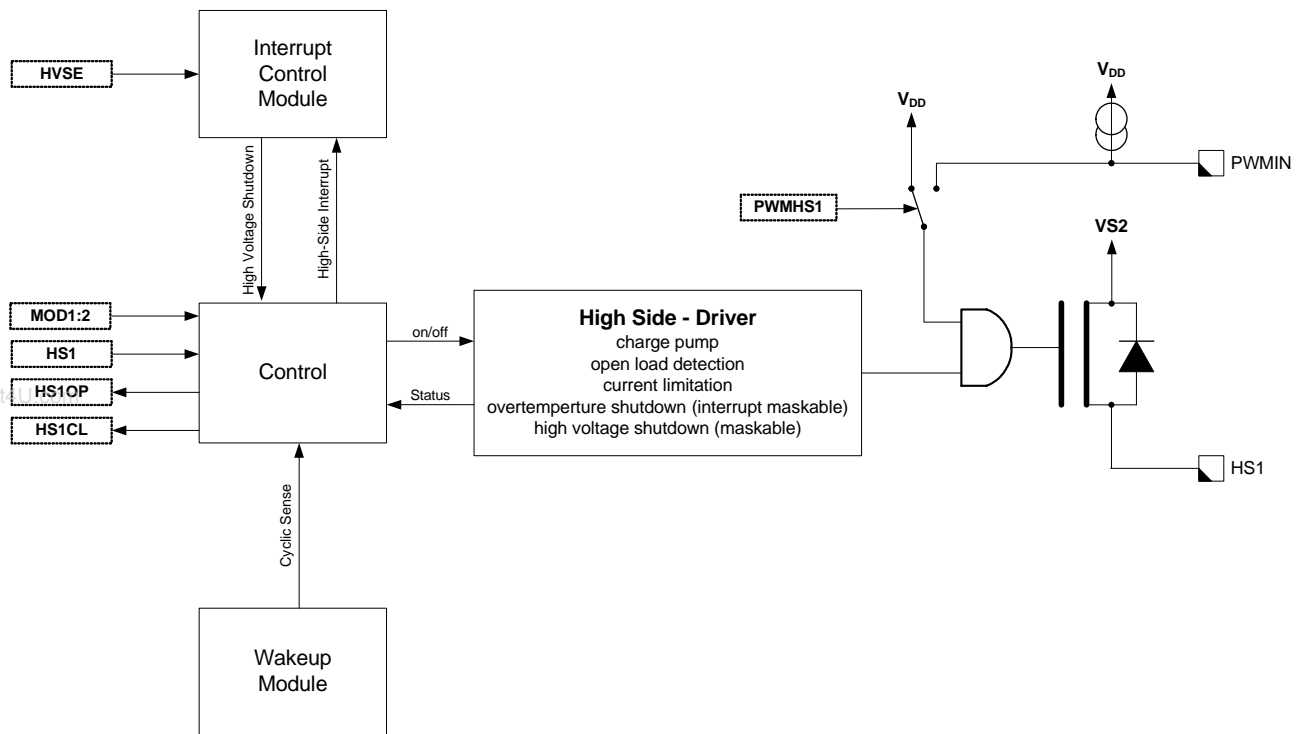 Interrupt
Control
Module
HVSE
High Voltage Shutdown
High-Side Interrupt
VDD
VDD
PWMIN
PWMHS1
VS2
MOD1:2
HS1
HS1OP
HS1CL
Control
on/off
Status
High Side - Driver
charge pump
open load detection
current limitation
overtemperture shutdown (interrupt maskable)
high voltage shutdown (maskable)
HS1
Cyclic Sense
Wakeup
Module